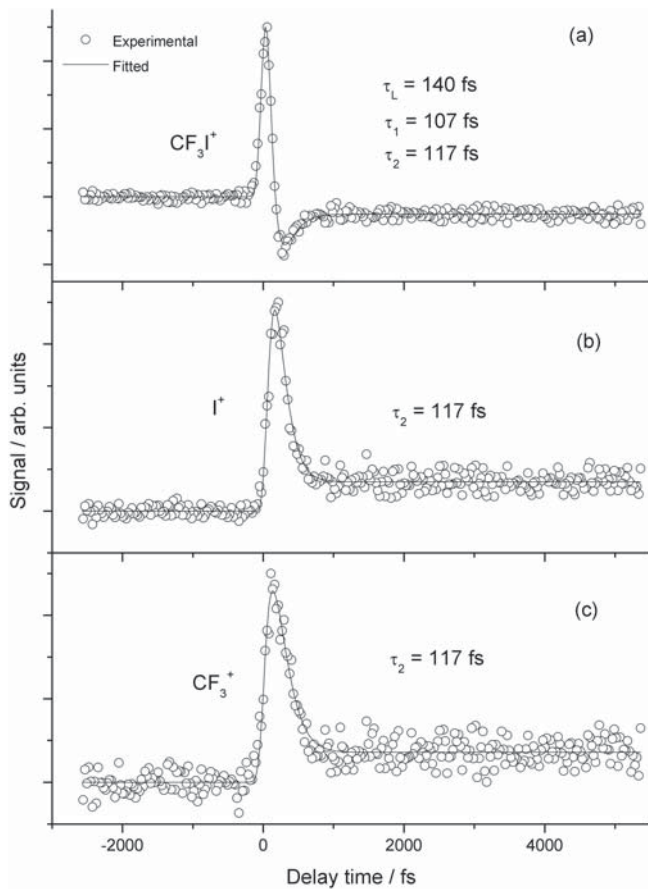 Experimental
Fitted
(a)
τL = 140 fs
τ1 = 107 fs
τ2 = 117 fs
CF3I+
(b)
I+
τ2 = 117 fs
(c)
CF3+
τ2 = 117 fs
Signal / arb. units
-2000 0 2000 4000
Delay time / fs